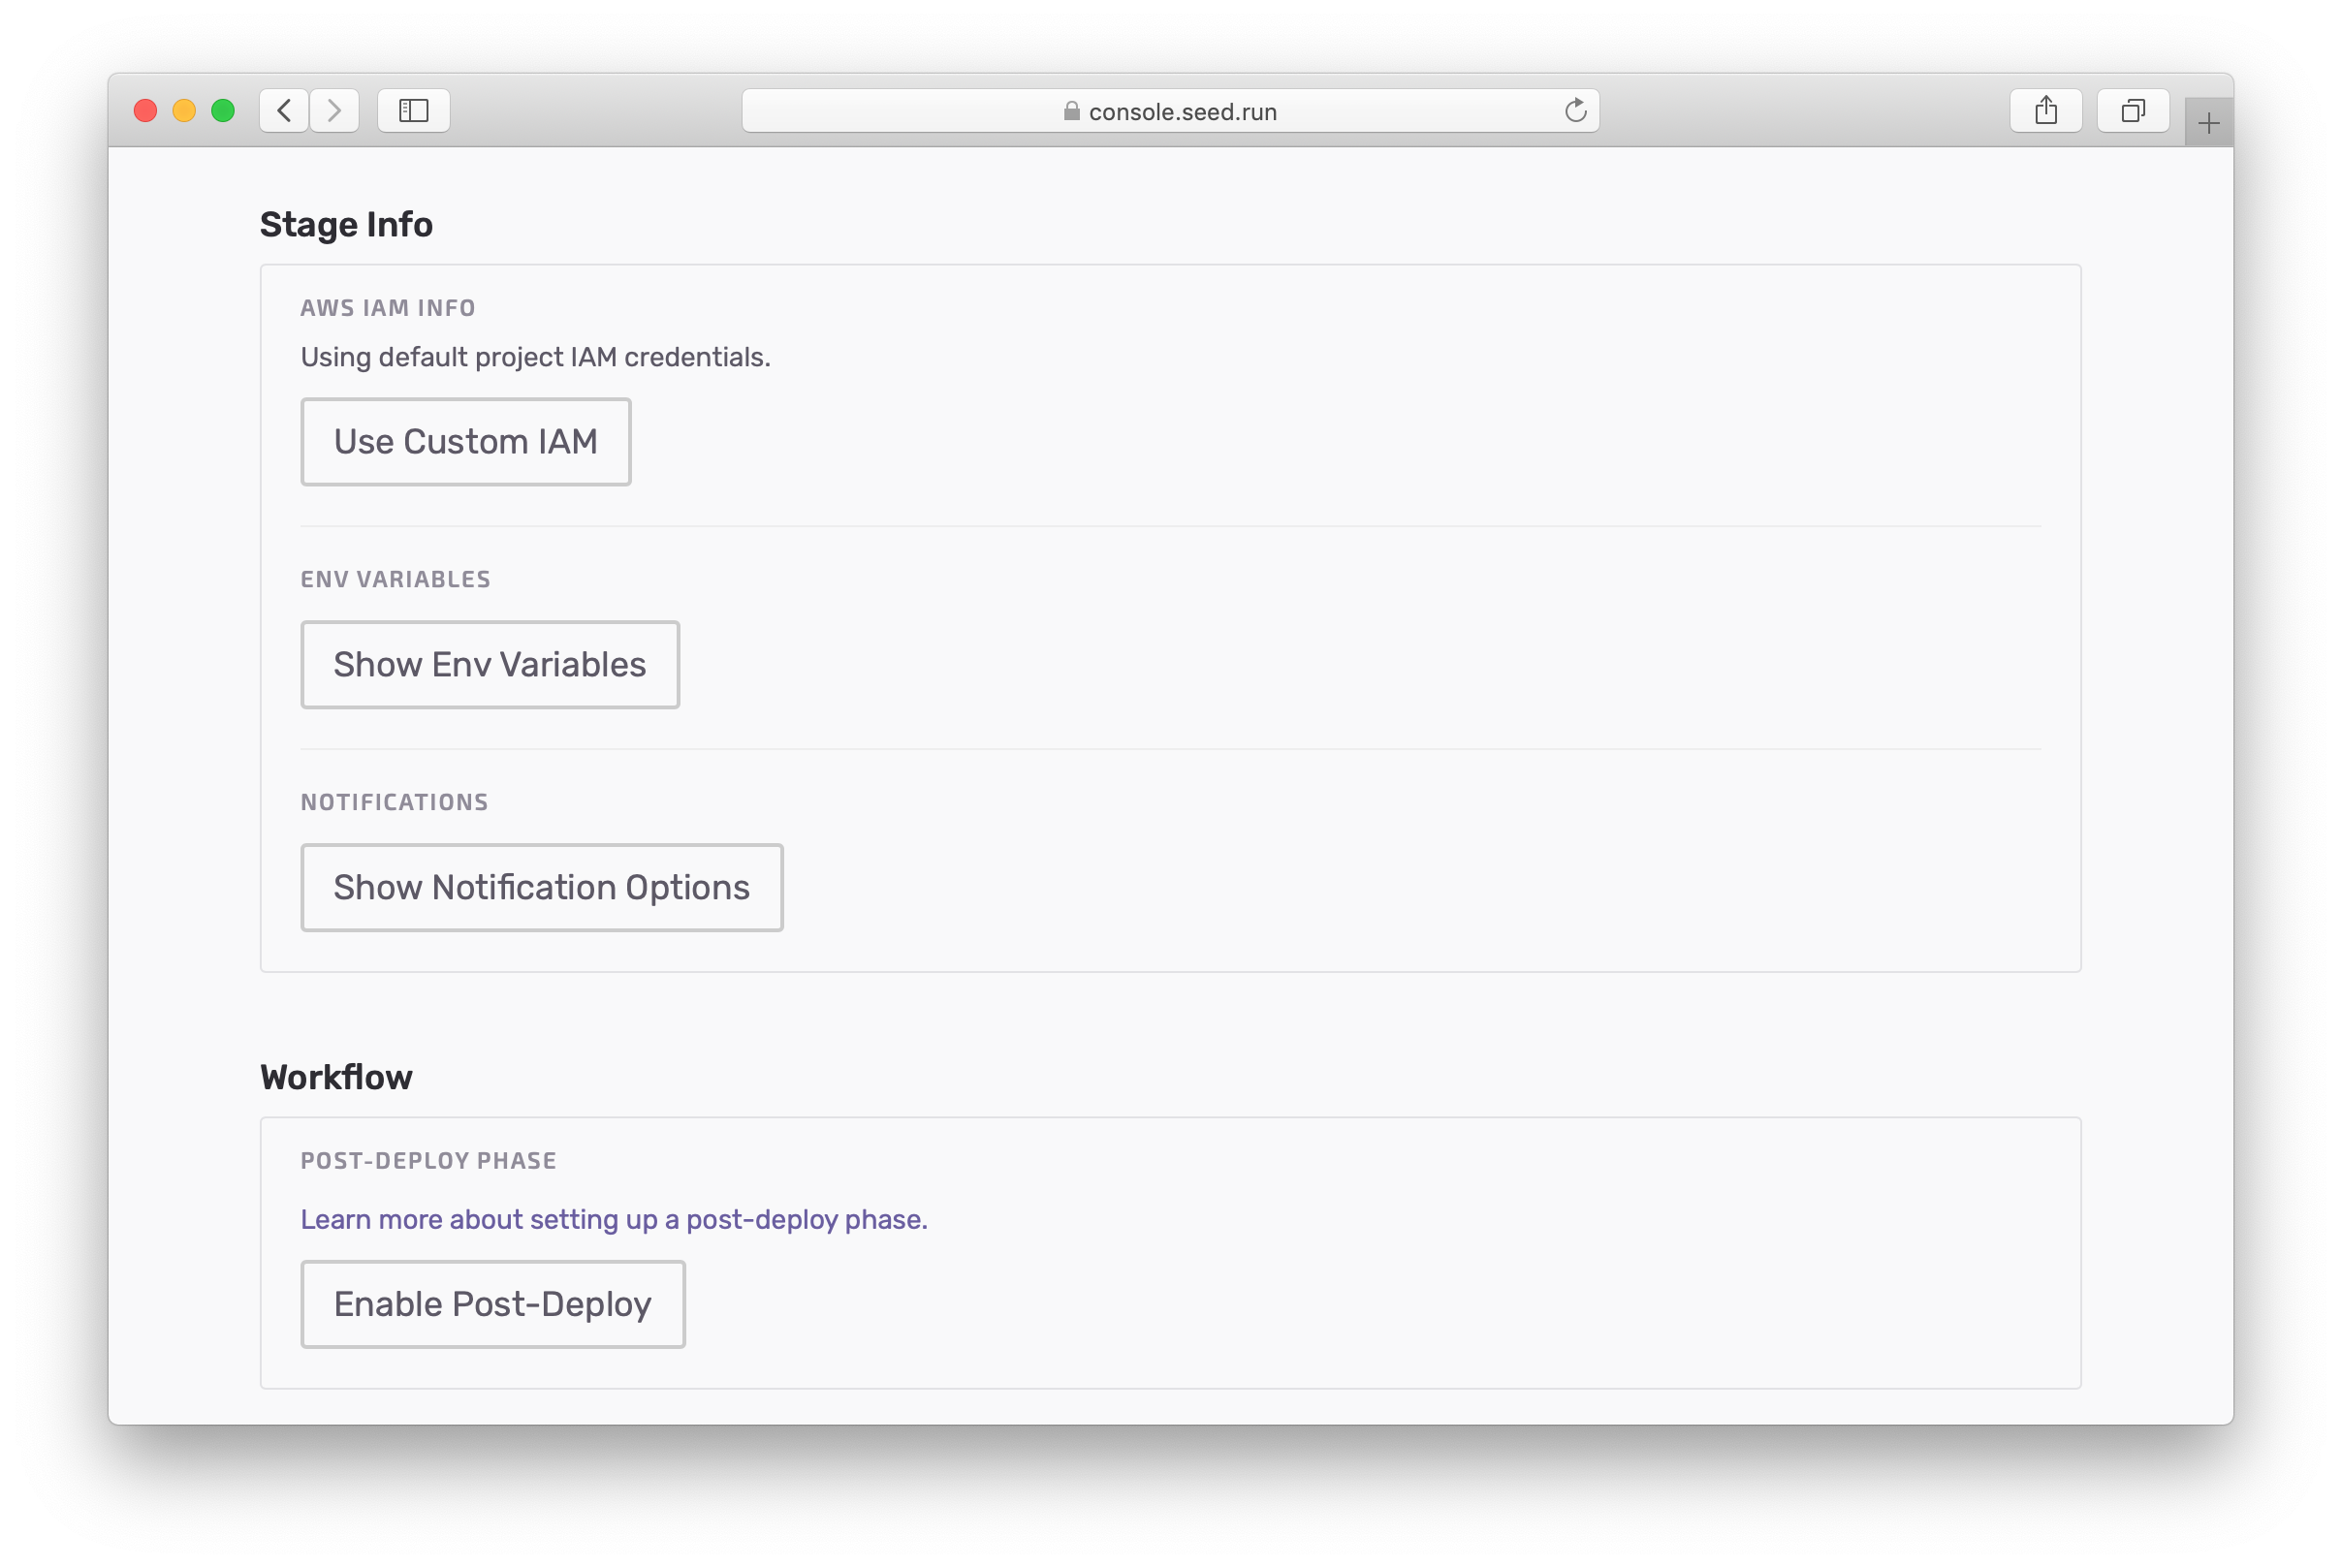 console.seed.run
Stage Info
AWS IAM INFO
Using default project IAM credentials.
Use Custom IAM
ENV VARIABLES
Show Env Variables
NOTIFICATIONS
Show Notification Options
Workflow
POST-DEPLOY PHASE
Learn more about setting up a post-deploy phase.
Enable Post-Deploy